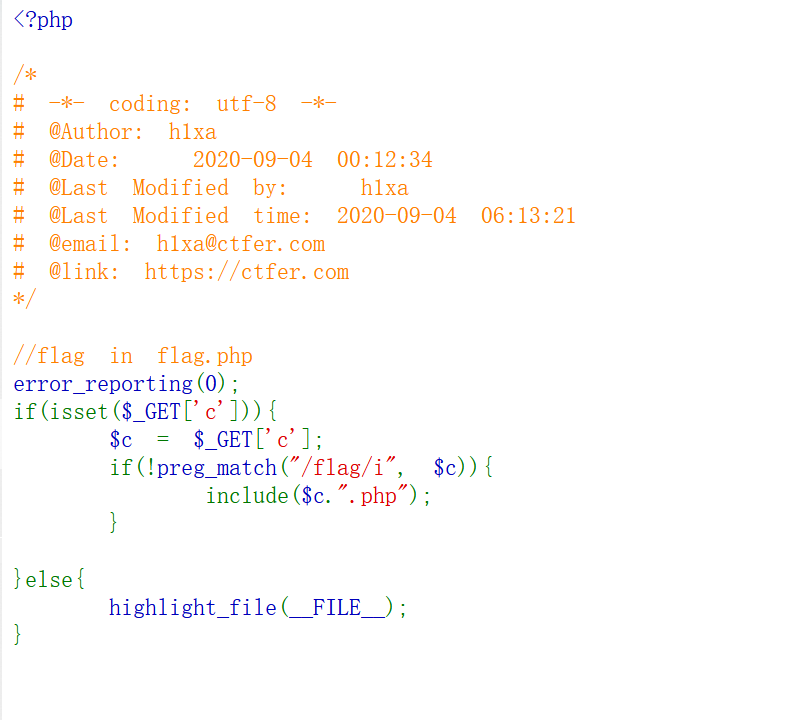 <?php
/*
# -*- coding: utf-8 -*-
# @Author: h1xa
# @Date: 2020-09-04 00:12:34
# @Last Modified by: h1xa
# @Last Modified time: 2020-09-04 06:13:21
# @email: h1xa@ctfer.com
# @link: https://ctfer.com
*/
//flag in flag.php
error_reporting(0);
if(isset($_GET['c'])){
$c = $_GET['c'];
if(!preg_match("/flag/i", $c)){
include($c.".php");
}
}else{
highlight_file(__FILE__);
}